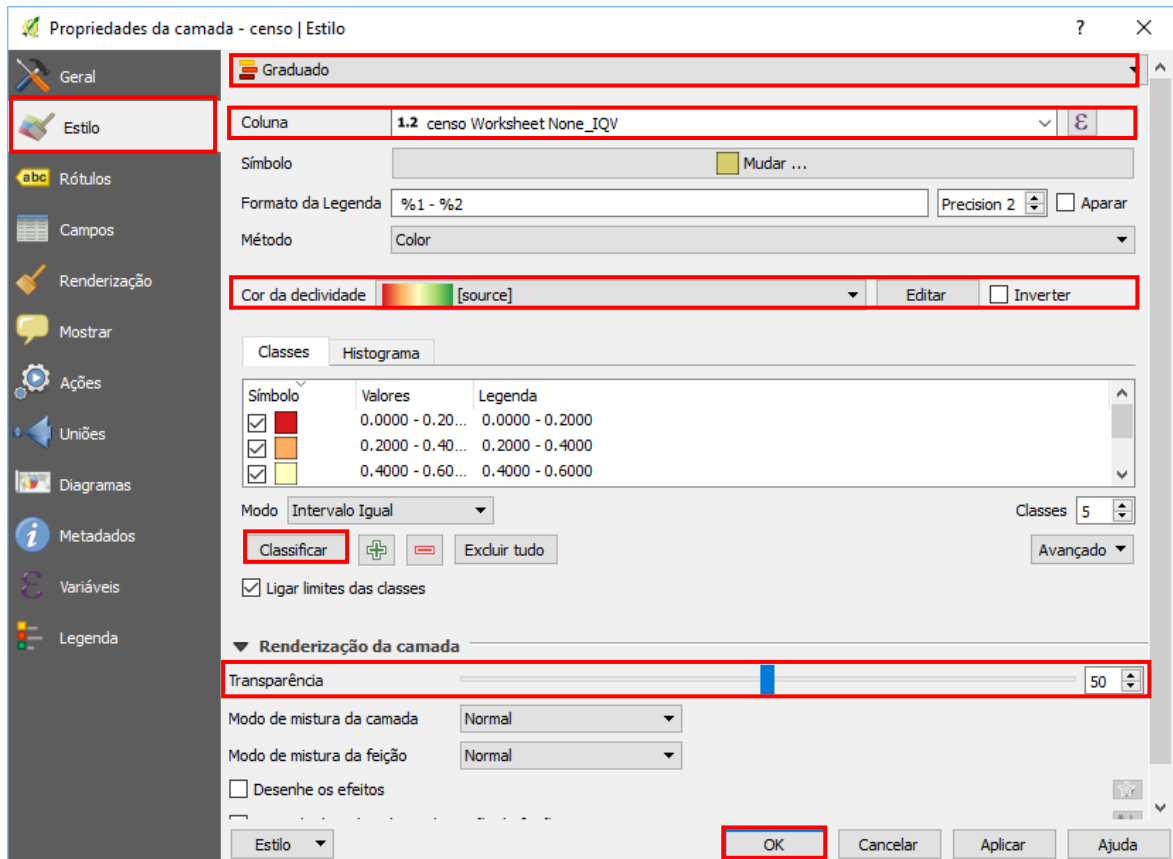 Propriedades da camada - censo | Estilo ?
Geral
Estilo
abc Rótulos
Campos
Renderização
Mostrar
Ações
Uniões
Diagramas
Metadados
Variáveis
Legenda
Graduado
Coluna 1.2 censo Worksheet None_IQV ε
Símbolo Mudar ...
Formato da Legenda %1 - %2 Precision 2 Aparar
Método Color
Cor da declividade [source] Editar Inverter
Classes Histograma
Símbolo Valores Legenda
0.0000 - 0.20... 0.0000 - 0.2000
0.2000 - 0.40... 0.2000 - 0.4000
0.4000 - 0.60... 0.4000 - 0.6000
Modo Intervalo Igual Classes 5
Classificar Excluir tudo Avançado
Ligar limites das classes
Renderização da camada
Transparência 50
Modo de mistura da camada Normal
Modo de mistura da feição Normal
Desenhe os efeitos
Estilo OK Cancelar Aplicar Ajuda